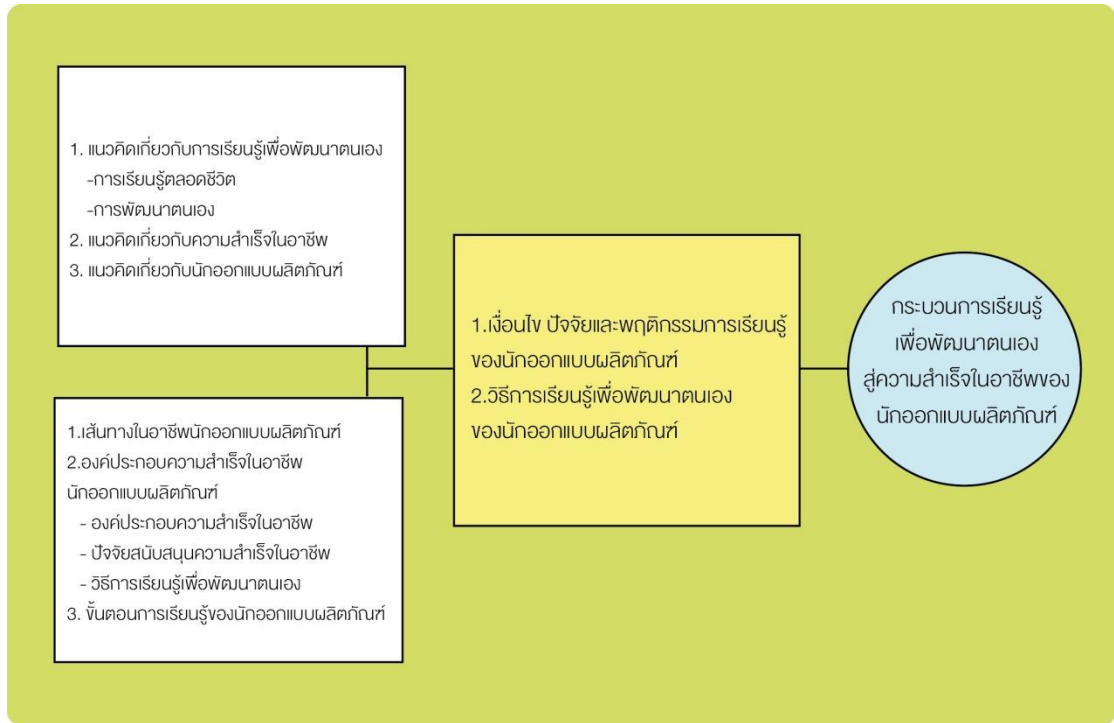 1. แนวคิดเกี่ยวกับการเรียนรู้เพื่อพัฒนาตนเอง
-การเรียนรู้ตลอดชีวิต
-การพัฒนาตนเอง
2. แนวคิดเกี่ยวกับความสำเร็จในอาชีพ
3. แนวคิดเกี่ยวกับนักออกแบบผลิตภัณฑ์
1.เส้นทางในอาชีพนักออกแบบผลิตภัณฑ์
2.องค์ประกอบความสำเร็จในอาชีพ
นักออกแบบผลิตภัณฑ์
- องค์ประกอบความสำเร็จในอาชีพ
- ปัจจัยสนับสนุนความสำเร็จในอาชีพ
- วิธีการเรียนรู้เพื่อพัฒนาตนเอง
3. ขั้นตอนการเรียนรู้ของนักออกแบบผลิตภัณฑ์
1.เงื่อนไข ปัจจัยและพฤติกรรมการเรียนรู้
ของนักออกแบบผลิตภัณฑ์
2.วิธีการเรียนรู้เพื่อพัฒนาตนเอง
ของนักออกแบบผลิตภัณฑ์
กระบวนการเรียนรู้
เพื่อพัฒนาตนเอง
สู่ความสำเร็จในอาชีพของ
นักออกแบบผลิตภัณฑ์